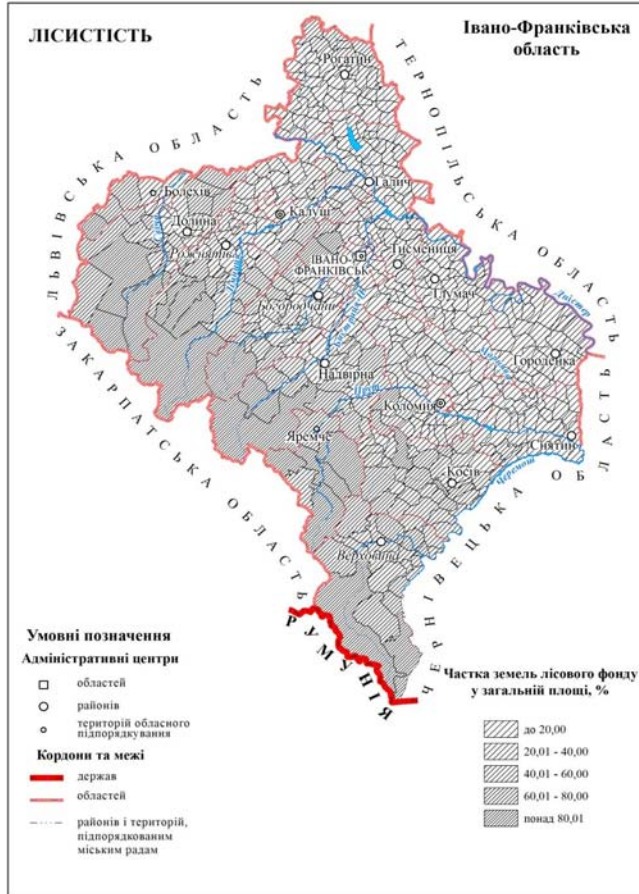 ЛІСИСТІСТЬ
Івано-Франківська
область
ТЕРНОПІЛЬСЬКА ОБЛАСТЬ
ЛЬВІВСЬКА ОБЛАСТЬ
ЗАКАРПАТСЬКА ОБЛАСТЬ
ЧЕРНІВЕЦЬКА ОБЛАСТЬ
РУМУНІЯ
Рогатин
Галич
Болехів
Калуш
Долина
Рожнятів
ІВАНО-
ФРАНКІВСЬК
Тисмениця
Тлумач
Богородчани
Дністер
Городенка
Надвірна
Прут
Коломия
Яремче
Снятин
Косів
Черемош
Верховина
Умовні позначення
Адміністративні центри
областей
районів
територій обласного
підпорядкування
Кордони та межі
держав
областей
районів і територій,
підпорядкованим
міським радам
Частка земель лісового фонду
у загальній площі, %
до 20,00
20,01 - 40,00
40,01 - 60,00
60,01 - 80,00
понад 80,01